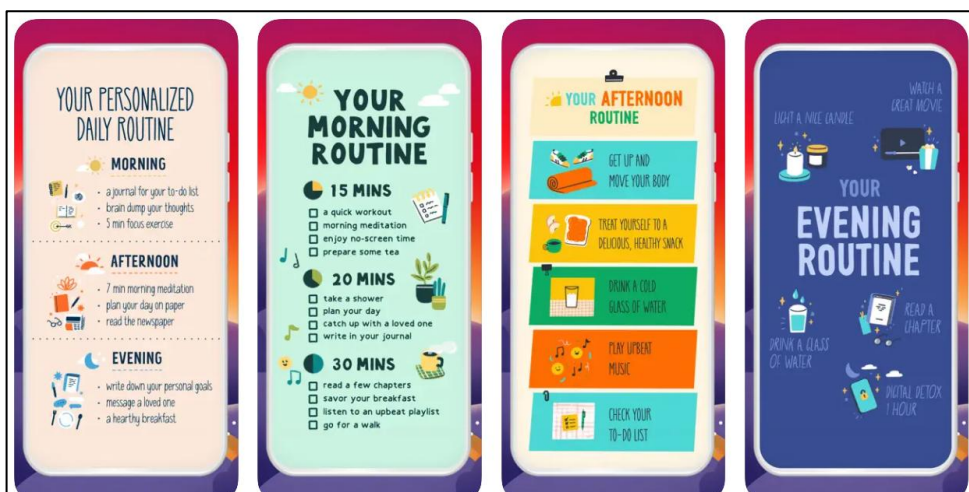 YOUR PERSONALIZED
DAILY ROUTINE
MORNING
• a journal for your to-do list
• brain dump your thoughts
• 5 min focus exercise
AFTERNOON
• 7 min morning meditation
• plan your day on paper
• read the newspaper
EVENING
• write down your personal goals
• message a loved one
• a hearthy breakfast
YOUR
MORNING
ROUTINE
15 MINS
a quick workout
morning meditation
enjoy no-screen time
prepare some tea
20 MINS
take a shower
plan your day
catch up with a loved one
write in your journal
30 MINS
read a few chapters
savor your breakfast
listen to an upbeat playlist
go for a walk
YOUR AFTERNOON
ROUTINE
GET UP AND
MOVE YOUR BODY
TREAT YOURSELF TO A
DELICIOUS, HEALTHY SNACK
DRINK A COLD
GLASS OF WATER
PLAY UPBEAT
MUSIC
CHECK YOUR
TO-DO LIST
WATCH A
GREAT MOVIE
LIGHT A NICE CANDLE
YOUR
EVENING
ROUTINE
READ A
CHAPTER
DRINK A GLASS
OF WATER
DIGITAL DETOX
1 HOUR